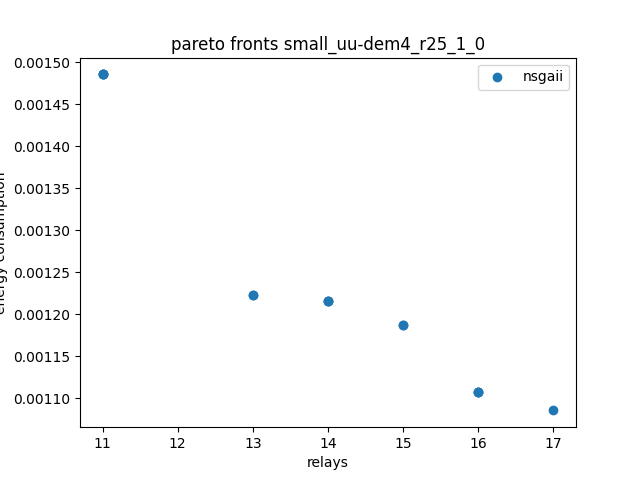 pareto fronts small_uu-dem4_r25_1_0
nsgaii
0.00150
0.00145
0.00140
0.00135
0.00130
0.00125
0.00120
0.00115
0.00110
energy consumption
11 12 13 14 15 16 17
relays